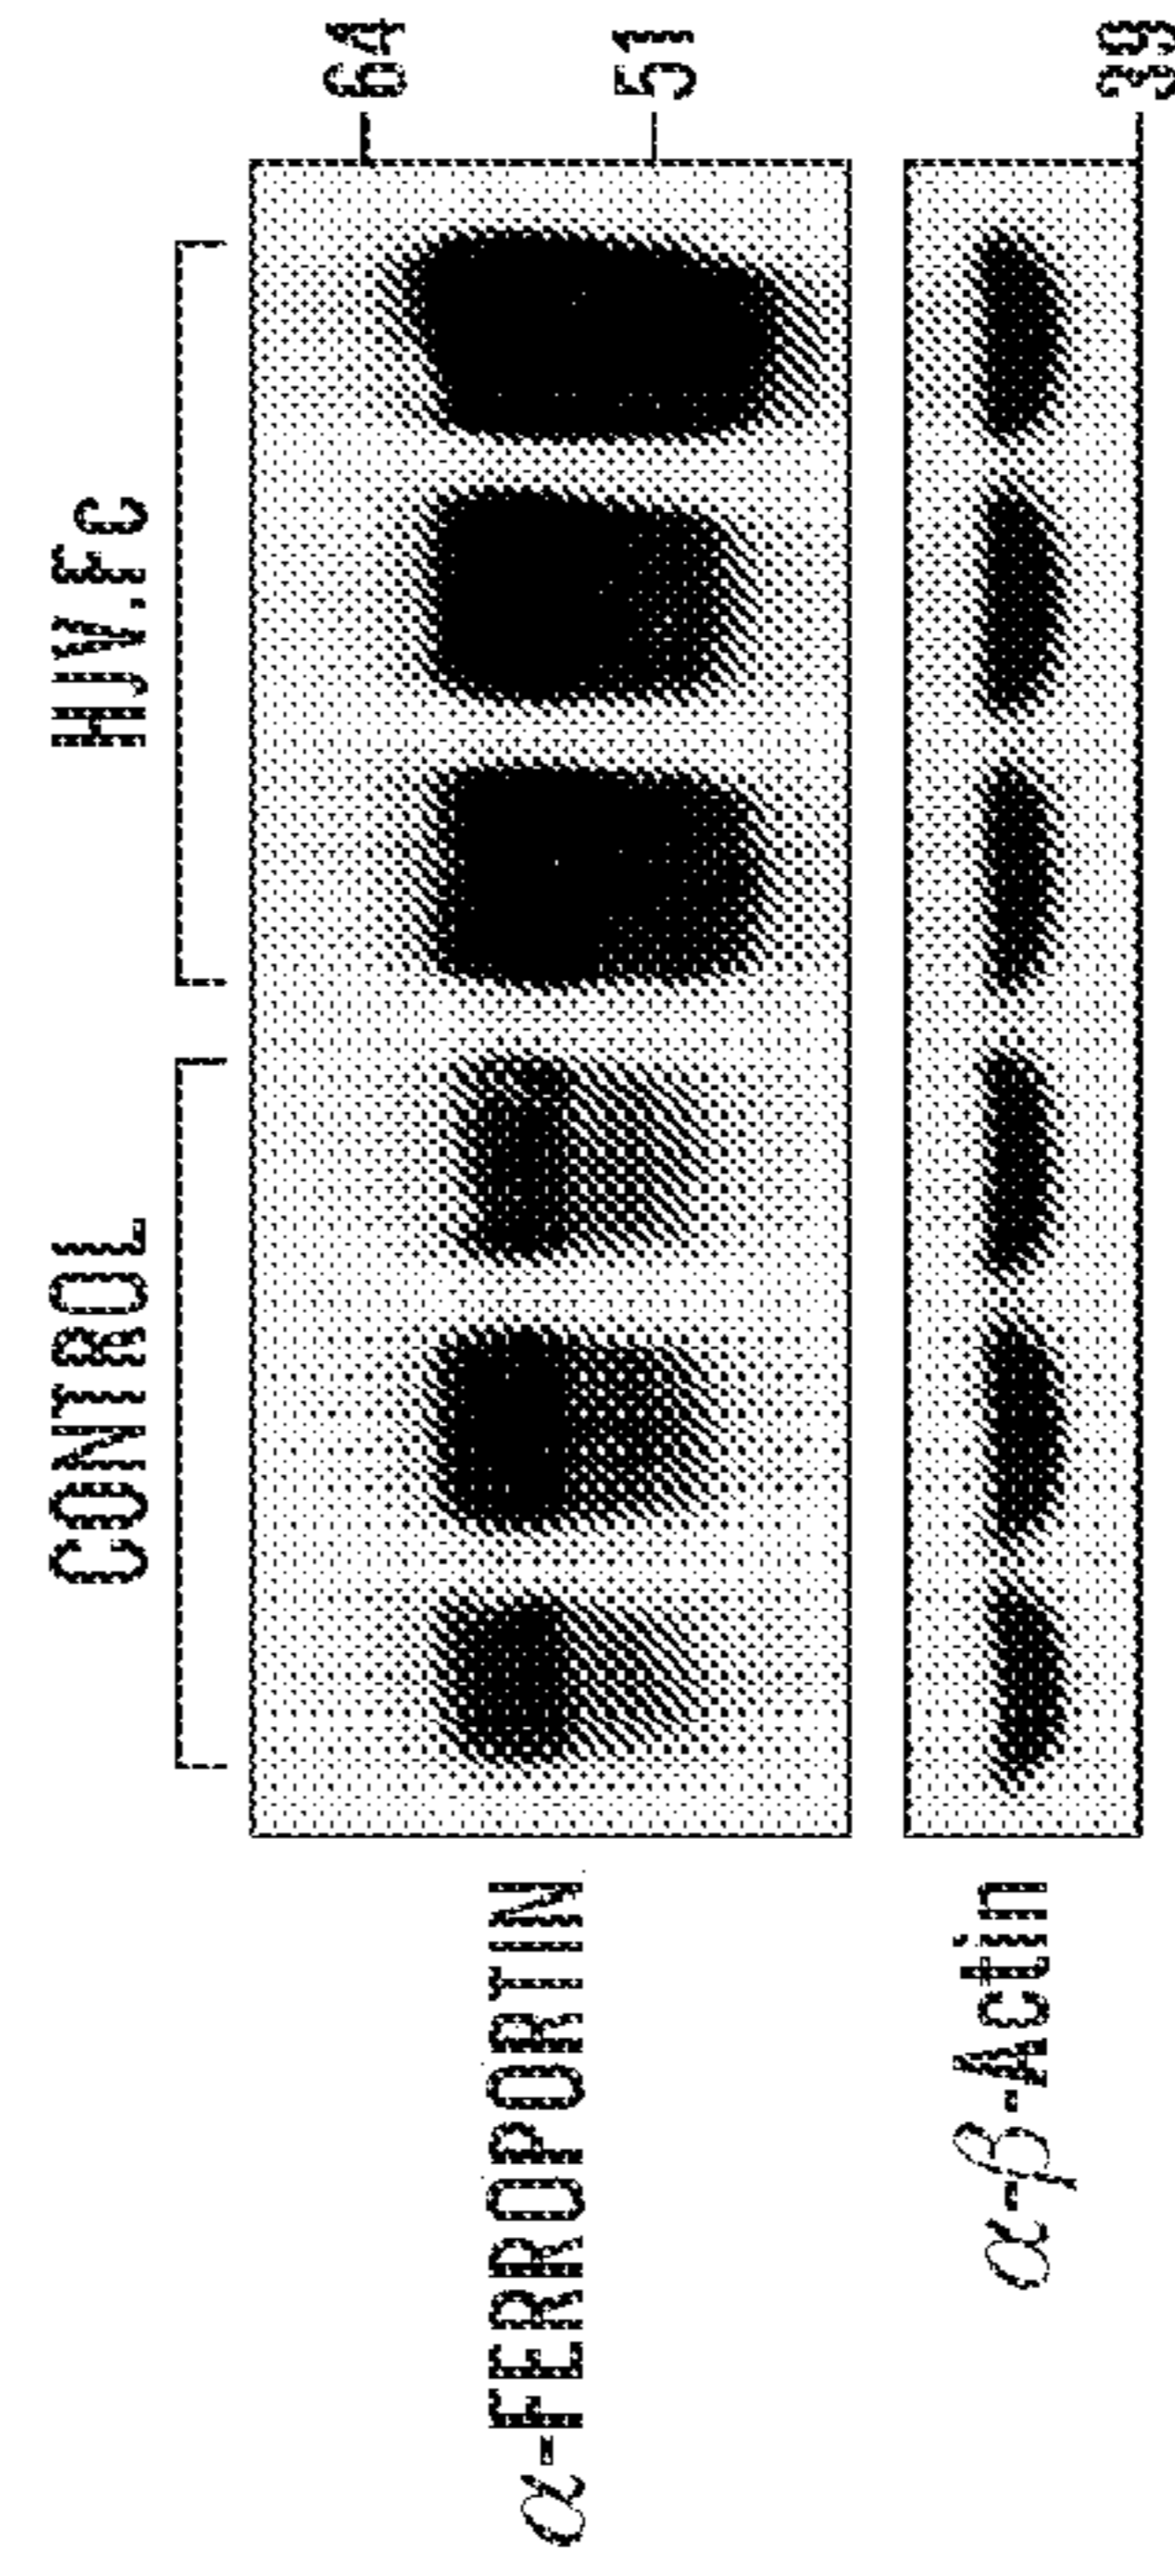 CONTROL HJV.FC
64
α-FERROPORTIN
51
α-β-Actin
39